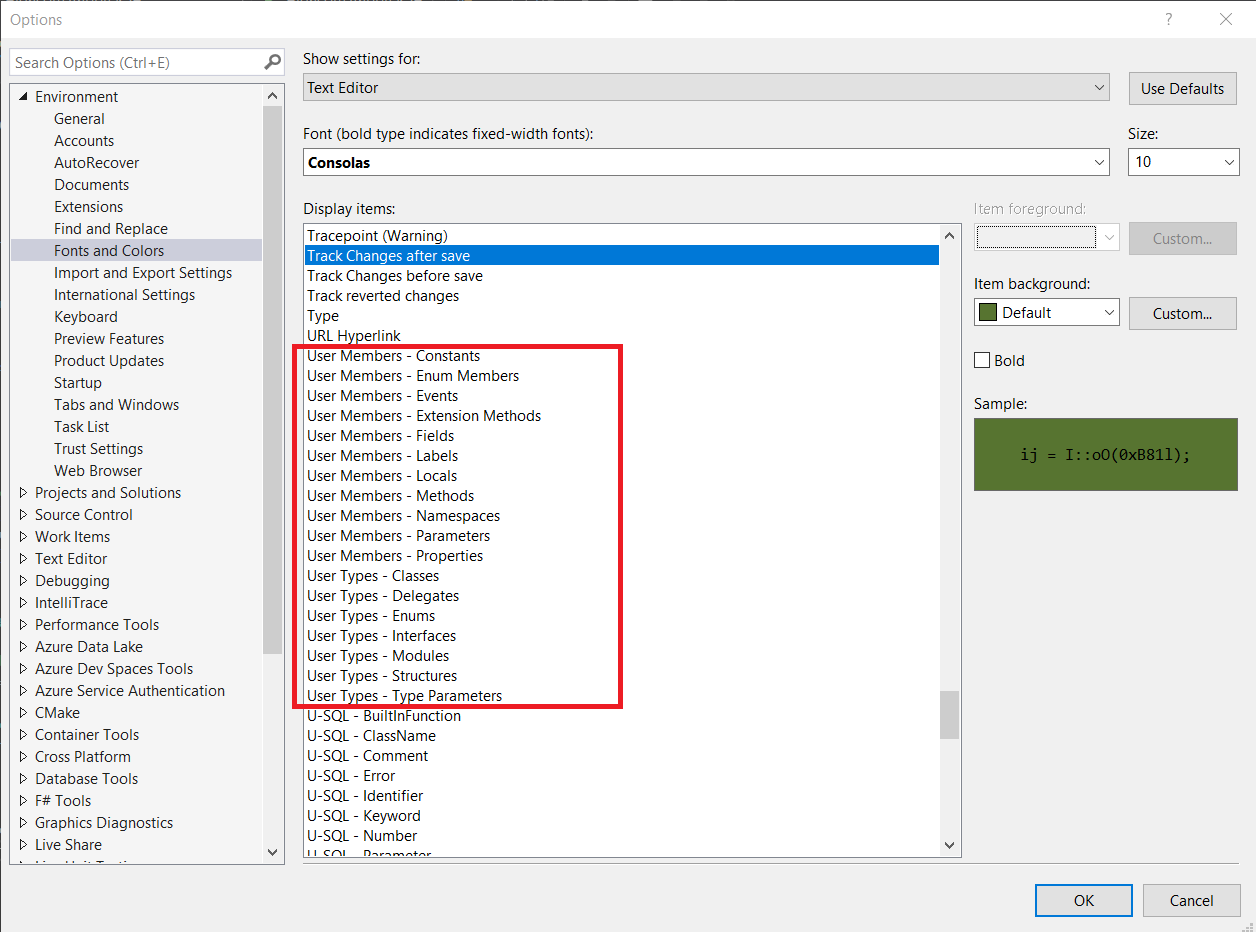 Options
?
Search Options (Ctrl+E)
Environment
General
Accounts
AutoRecover
Documents
Extensions
Find and Replace
Fonts and Colors
Import and Export Settings
International Settings
Keyboard
Preview Features
Product Updates
Startup
Tabs and Windows
Task List
Trust Settings
Web Browser
Projects and Solutions
Source Control
Work Items
Text Editor
Debugging
IntelliTrace
Performance Tools
Azure Data Lake
Azure Dev Spaces Tools
Azure Service Authentication
CMake
Container Tools
Cross Platform
Database Tools
F# Tools
Graphics Diagnostics
Live Share
Show settings for:
Text Editor
Use Defaults
Font (bold type indicates fixed-width fonts):
Size:
Consolas
10
Display items:
Tracepoint (Warning)
Track Changes after save
Track Changes before save
Track reverted changes
Type
URL Hyperlink
User Members - Constants
User Members - Enum Members
User Members - Events
User Members - Extension Methods
User Members - Fields
User Members - Labels
User Members - Locals
User Members - Methods
User Members - Namespaces
User Members - Parameters
User Members - Properties
User Types - Classes
User Types - Delegates
User Types - Enums
User Types - Interfaces
User Types - Modules
User Types - Structures
User Types - Type Parameters
U-SQL - BuiltInFunction
U-SQL - ClassName
U-SQL - Comment
U-SQL - Error
U-SQL - Identifier
U-SQL - Keyword
U-SQL - Number
U-SQL - Parameter
Item foreground:
Custom...
Item background:
Default
Custom...
Bold
Sample:
ij = I::oO(0xB81l);
OK
Cancel